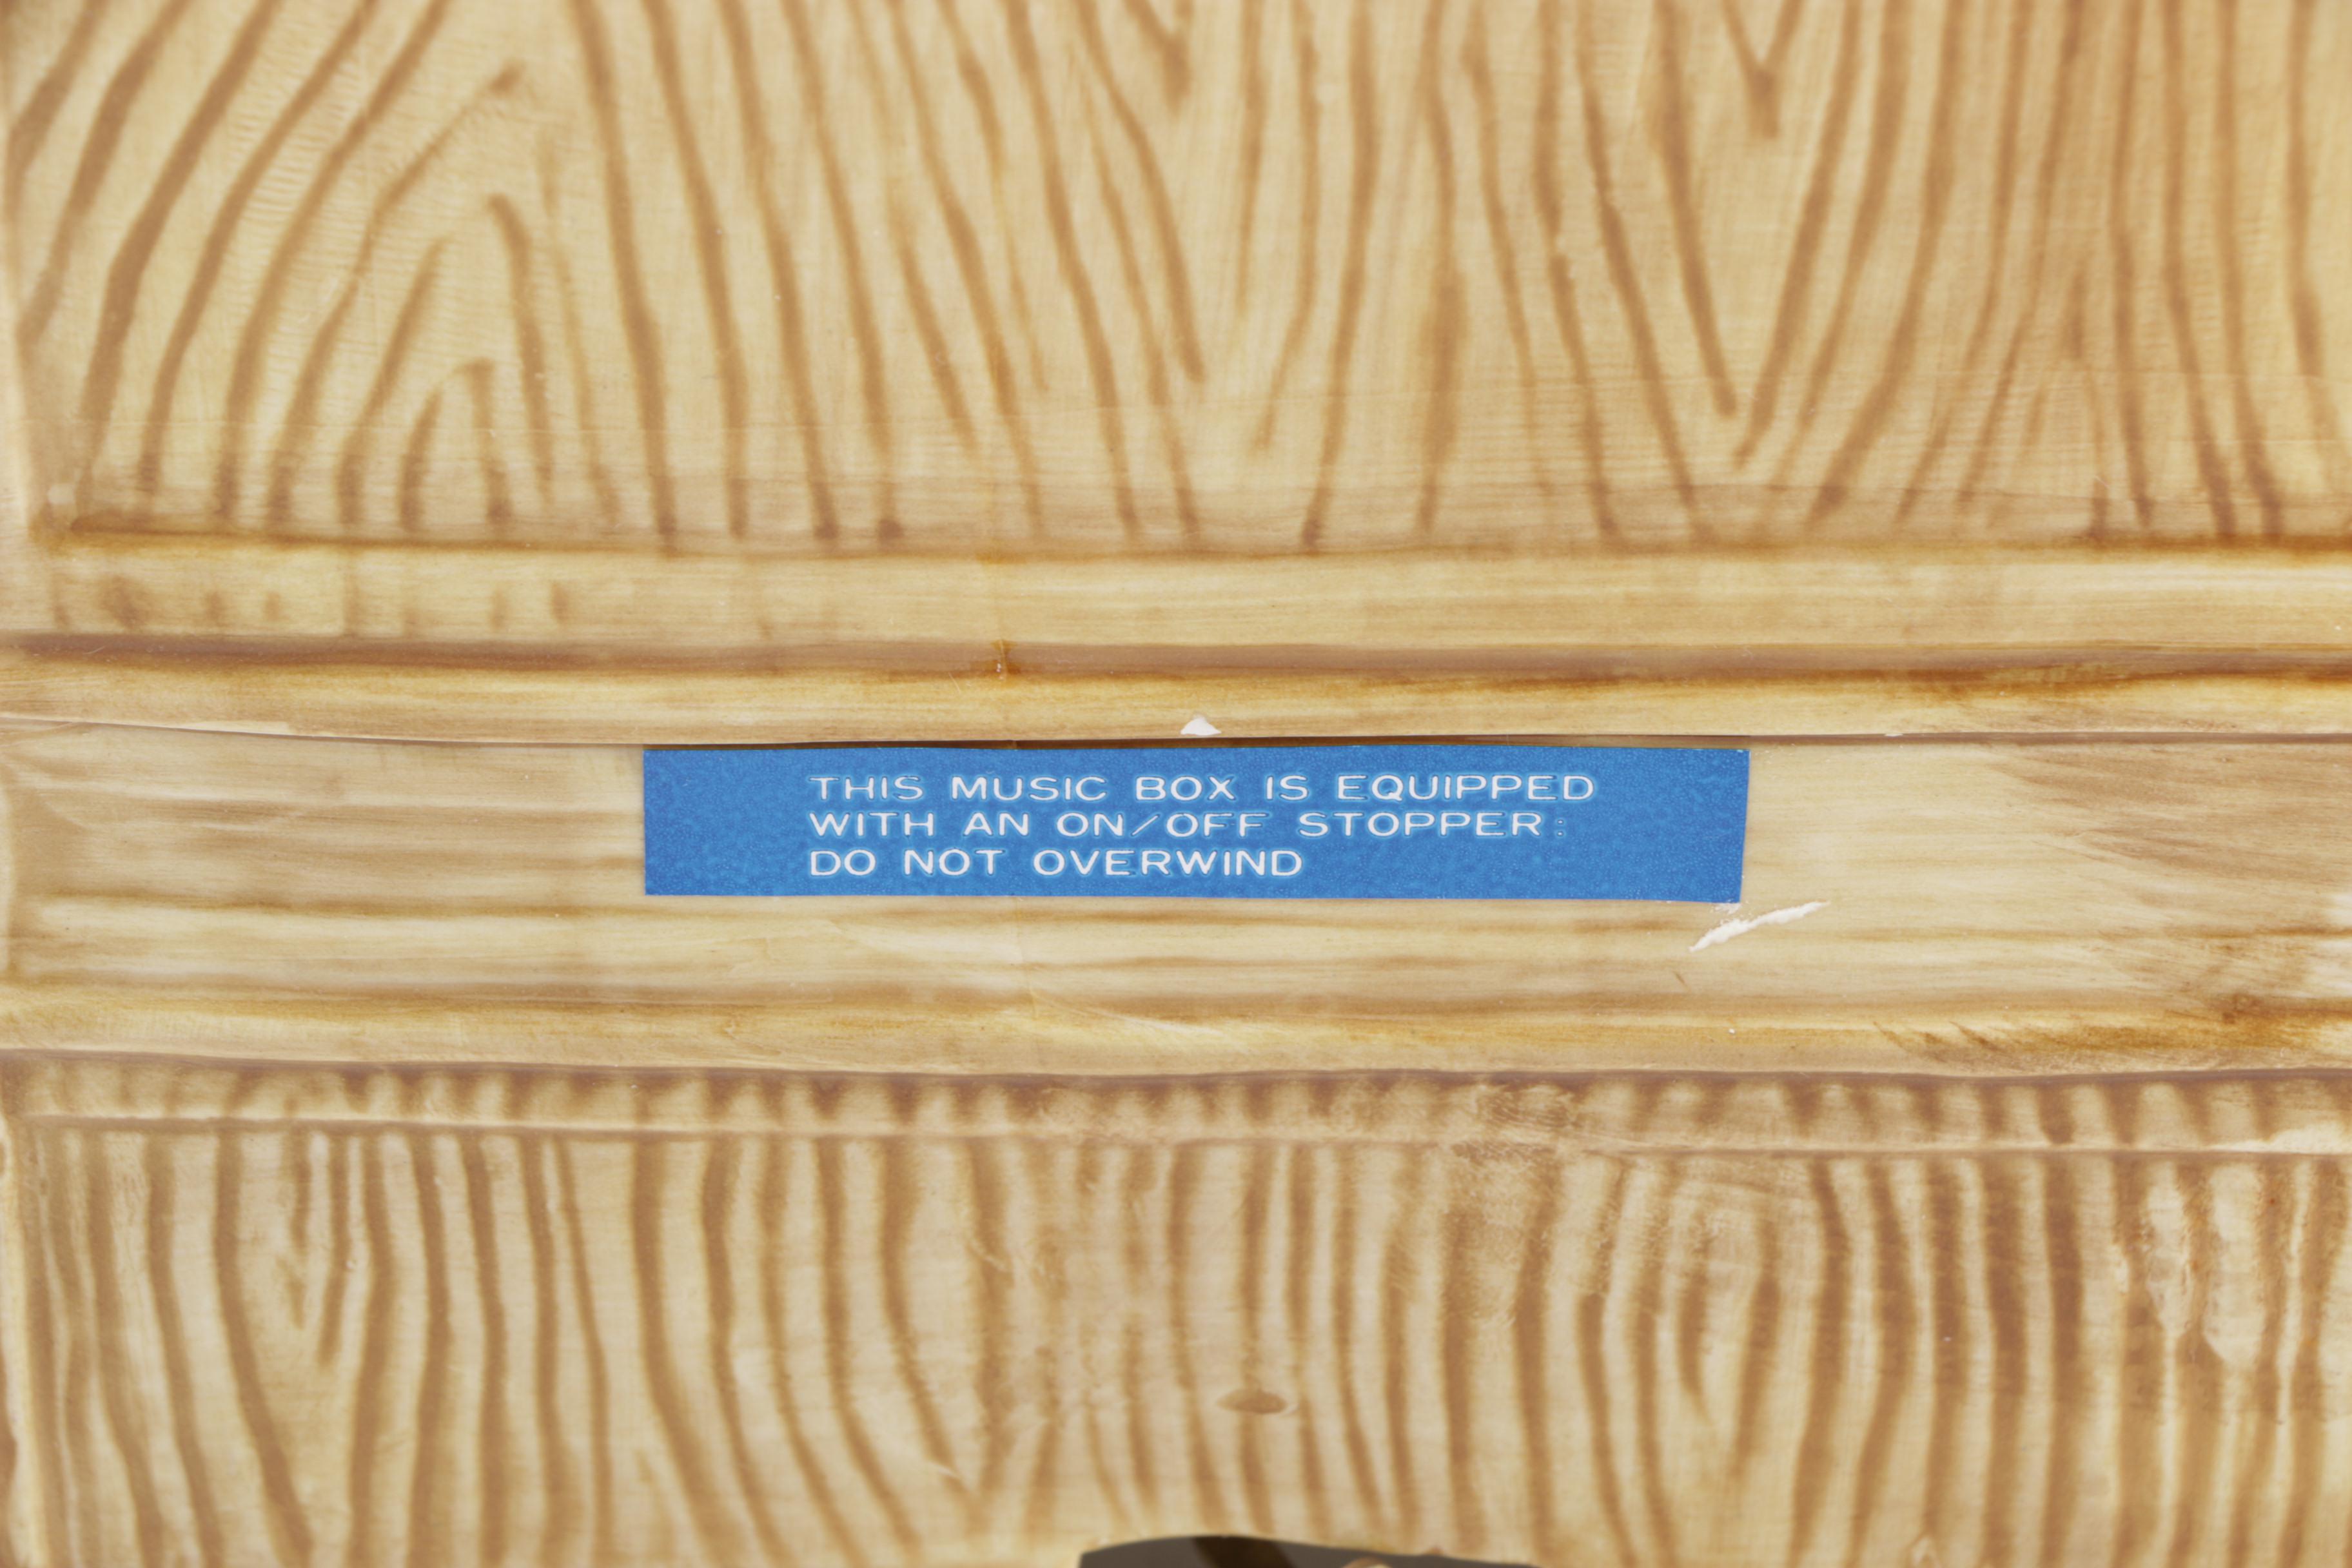 THIS MUSIC BOX IS EQUIPPED
WITH AN ON/OFF STOPPER:
DO NOT OVERWIND